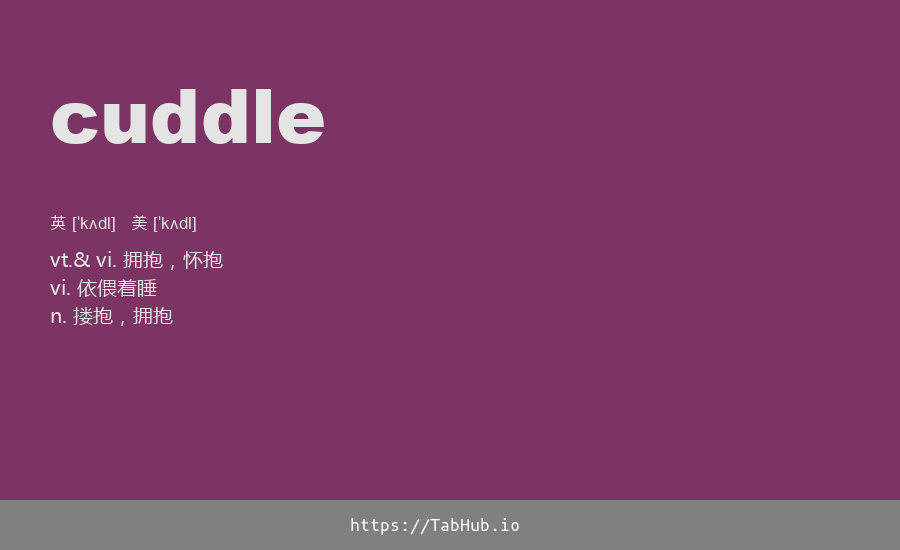 cuddle
英 ['kʌdl] 美 ['kʌdl]
vt.& vi. 拥抱，怀抱
vi. 依偎着睡
n. 搂抱，拥抱
https://TabHub.io